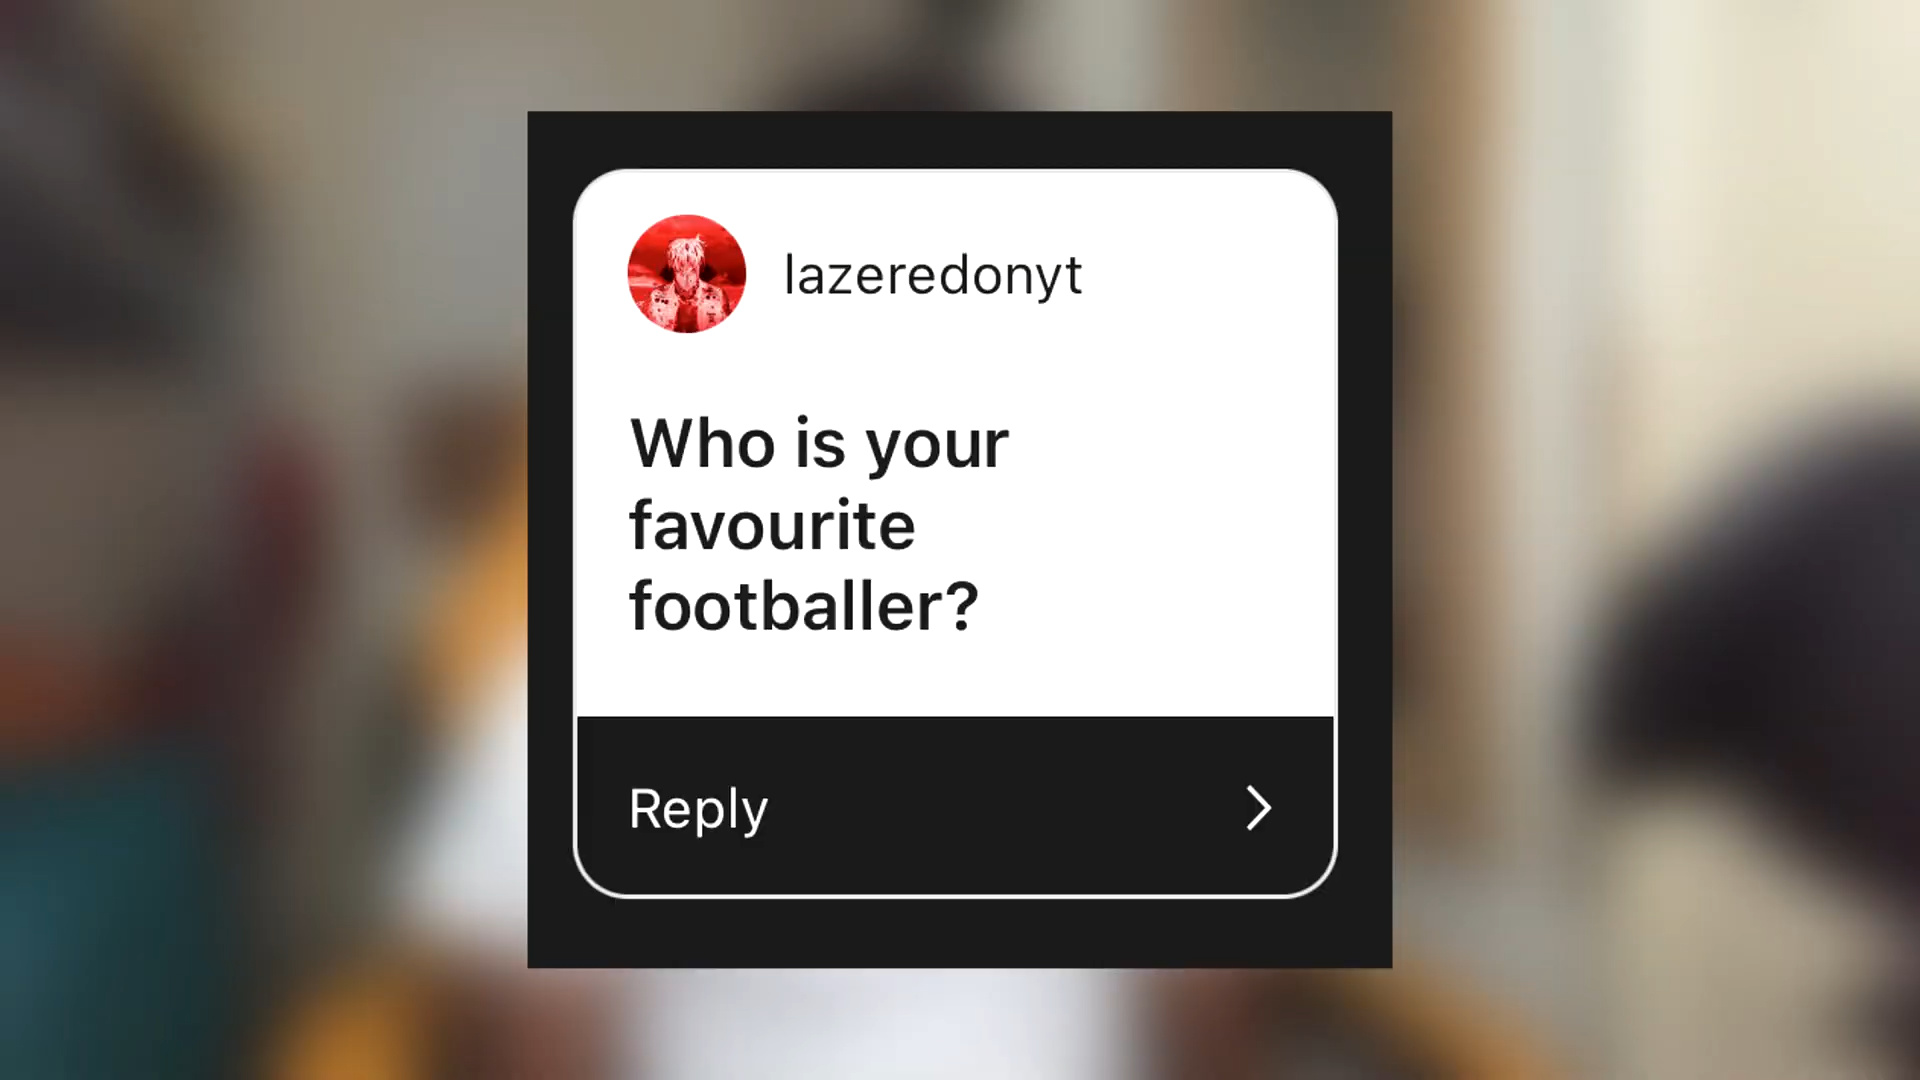 lazeredonyt
Who is your
favourite
footballer?
Reply